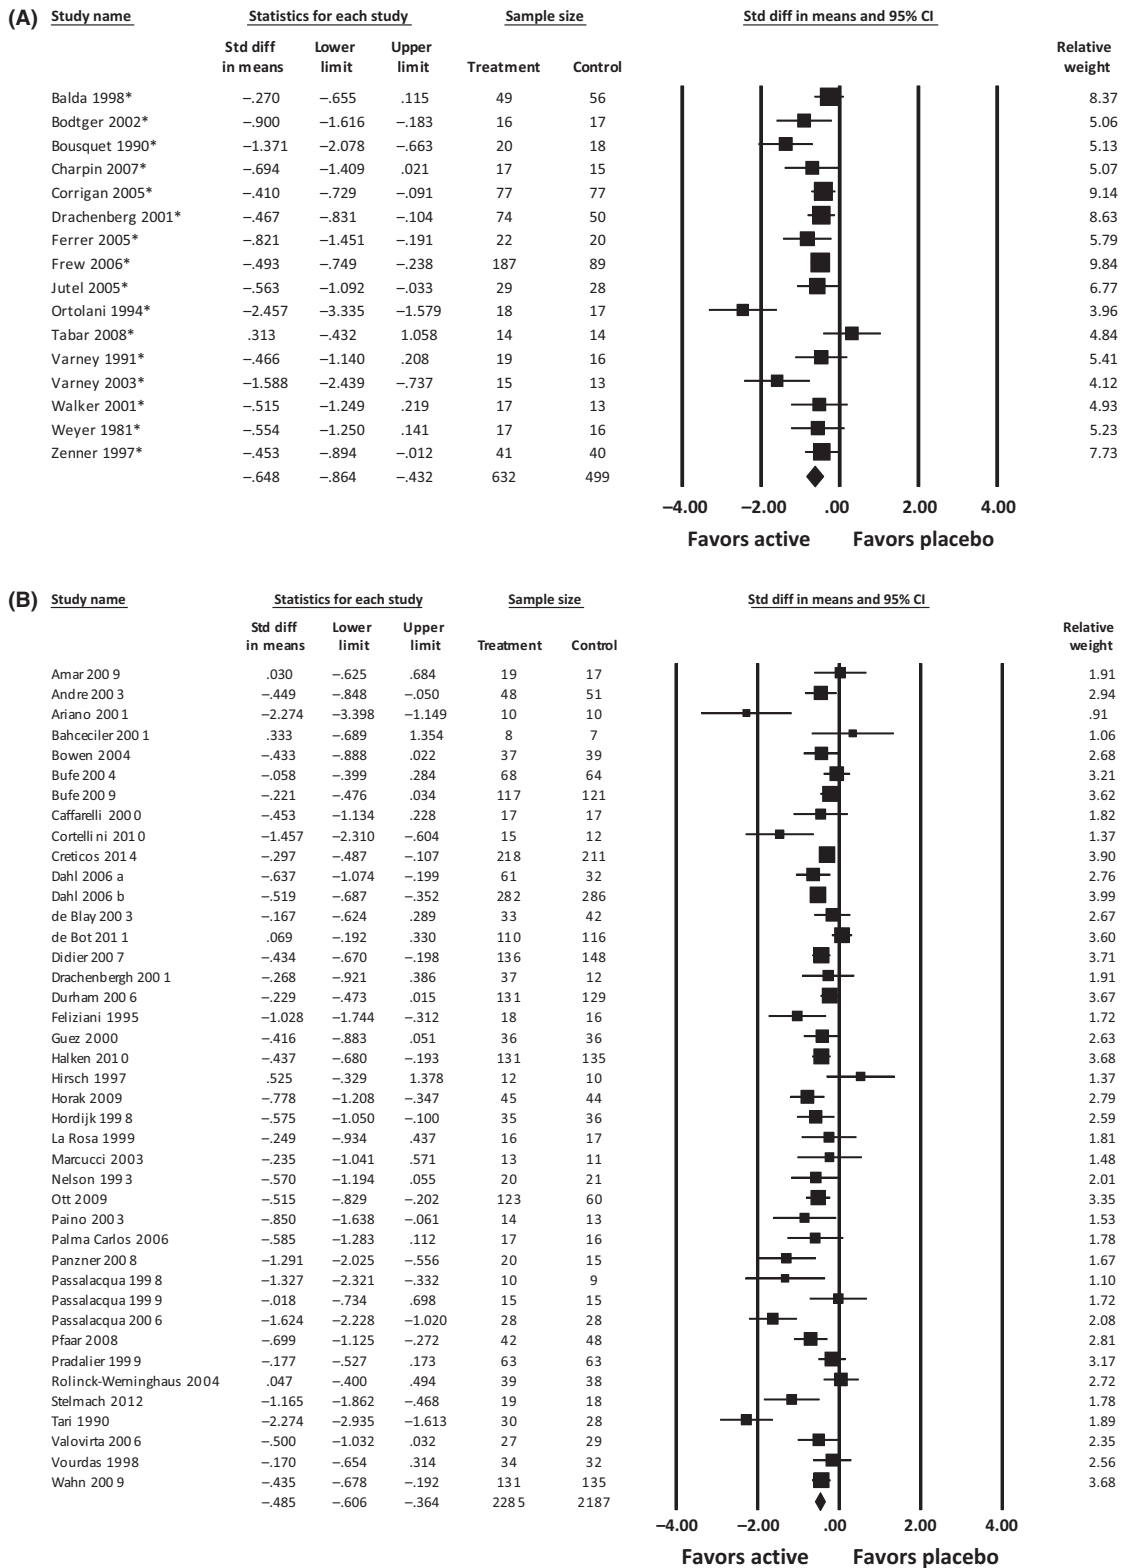 (A) Study name Statistics for each study Sample size Std diff in means and 95% CI
Std diff in means Lower limit Upper limit Treatment Control Relative weight
Balda 1998* –.270 –.655 .115 49 56 8.37
Bodtger 2002* –.900 –1.616 –.183 16 17 5.06
Bousquet 1990* –1.371 –2.078 –.663 20 18 5.13
Charpin 2007* –.694 –1.409 .021 17 15 5.07
Corrigan 2005* –.410 –.729 –.091 77 77 9.14
Drachenberg 2001* –.467 –.831 –.104 74 50 8.63
Ferrer 2005* –.821 –1.451 –.191 22 20 5.79
Frew 2006* –.493 –.749 –.238 187 89 9.84
Jutel 2005* –.563 –1.092 –.033 29 28 6.77
Ortolani 1994* –2.457 –3.335 –1.579 18 17 3.96
Tabar 2008* .313 –.432 1.058 14 14 4.84
Varney 1991* –.466 –1.140 .208 19 16 5.41
Varney 2003* –1.588 –2.439 –.737 15 13 4.12
Walker 2001* –.515 –1.249 .219 17 13 4.93
Weyer 1981* –.554 –1.250 .141 17 16 5.23
Zenner 1997* –.453 –.894 –.012 41 40 7.73
–.648 –.864 –.432 632 499
–4.00 –2.00 .00 2.00 4.00
Favors active Favors placebo
(B) Study name Statistics for each study Sample size Std diff in means and 95% CI
Std diff in means Lower limit Upper limit Treatment Control Relative weight
Amar 2009 .030 –.625 .684 19 17 1.91
Andre 2003 –.449 –.848 –.050 48 51 2.94
Ariano 2001 –2.274 –3.398 –1.149 10 10 .91
Bahceciler 2001 .333 –.689 1.354 8 7 1.06
Bowen 2004 –.433 –.888 .022 37 39 2.68
Bufe 2004 –.058 –.399 .284 68 64 3.21
Bufe 2009 –.221 –.476 .034 117 121 3.62
Caffarelli 2000 –.453 –1.134 .228 17 17 1.82
Cortellini 2010 –1.457 –2.310 –.604 15 12 1.37
Creticos 2014 –.297 –.487 –.107 218 211 3.90
Dahl 2006 a –.637 –1.074 –.199 61 32 2.76
Dahl 2006 b –.519 –.687 –.352 282 286 3.99
de Blay 2003 –.167 –.624 .289 33 42 2.67
de Bot 2011 .069 –.192 .330 110 116 3.60
Didier 2007 –.434 –.670 –.198 136 148 3.71
Drachenbergh 2001 –.268 –.921 .386 37 12 1.91
Durham 2006 –.229 –.473 .015 131 129 3.67
Feliziani 1995 –1.028 –1.744 –.312 18 16 1.72
Guez 2000 –.416 –.883 .051 36 36 2.63
Halken 2010 –.437 –.680 –.193 131 135 3.68
Hirsch 1997 .525 –.329 1.378 12 10 1.37
Horak 2009 –.778 –1.208 –.347 45 44 2.79
Hordijk 1998 –.575 –1.050 –.100 35 36 2.59
La Rosa 1999 –.249 –.934 .437 16 17 1.81
Marcucci 2003 –.235 –1.041 .571 13 11 1.48
Nelson 1993 –.570 –1.194 .055 20 21 2.01
Ott 2009 –.515 –.829 –.202 123 60 3.35
Paino 2003 –.850 –1.638 –.061 14 13 1.53
Palma Carlos 2006 –.585 –1.283 .112 17 16 1.78
Panzner 2008 –1.291 –2.025 –.556 20 15 1.67
Passalacqua 1998 –1.327 –2.321 –.332 10 9 1.10
Passalacqua 1999 –.018 –.734 .698 15 15 1.72
Passalacqua 2006 –1.624 –2.228 –1.020 28 28 2.08
Pfaar 2008 –.699 –1.125 –.272 42 48 2.81
Pradalier 1999 –.177 –.527 .173 63 63 3.17
Rolinck-Werninghaus 2004 .047 –.400 .494 39 38 2.72
Stelmach 2012 –1.165 –1.862 –.468 19 18 1.78
Tari 1990 –2.274 –2.935 –1.613 30 28 1.89
Valovirta 2006 –.500 –1.032 .032 27 29 2.35
Vourdas 1998 –.170 –.654 .314 34 32 2.56
Wahn 2009 –.435 –.678 –.192 131 135 3.68
–.485 –.606 –.364 2285 2187
–4.00 –2.00 .00 2.00 4.00
Favors active Favors placebo